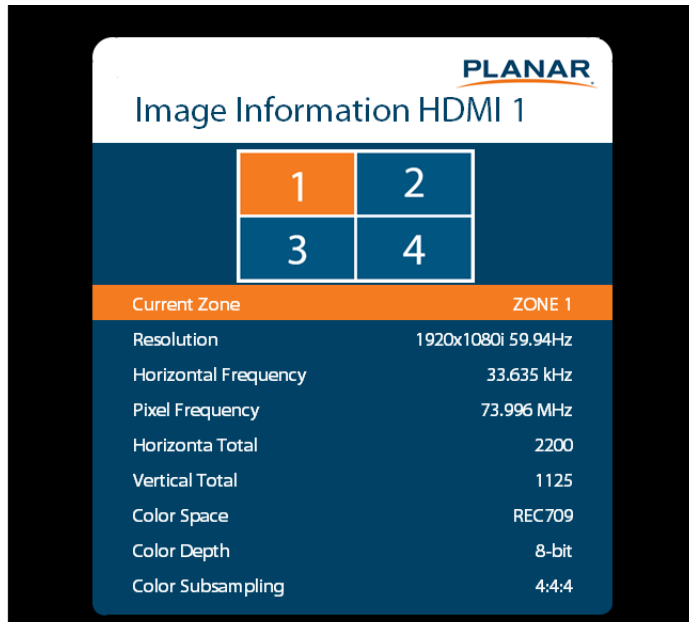 PLANAR
Image Information HDMI 1
1 2
3 4
Current Zone ZONE 1
Resolution 1920x1080i 59.94Hz
Horizontal Frequency 33.635 kHz
Pixel Frequency 73.996 MHz
Horizonta Total 2200
Vertical Total 1125
Color Space REC709
Color Depth 8-bit
Color Subsampling 4:4:4